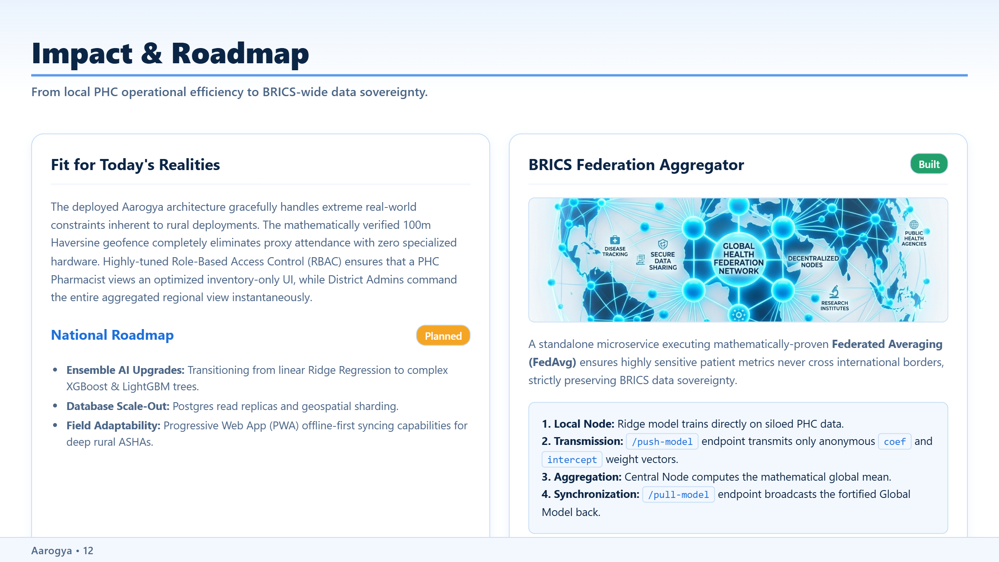 Impact & Roadmap
From local PHC operational efficiency to BRICS-wide data sovereignty.
Fit for Today's Realities
The deployed Aarogya architecture gracefully handles extreme real-world
constraints inherent to rural deployments. The mathematically verified 100m
Haversine geofence completely eliminates proxy attendance with zero specialized
hardware. Highly-tuned Role-Based Access Control (RBAC) ensures that a PHC
Pharmacist views an optimized inventory-only UI, while District Admins command
the entire aggregated regional view instantaneously.
National Roadmap
Planned
• Ensemble AI Upgrades: Transitioning from linear Ridge Regression to complex
XGBoost & LightGBM trees.
• Database Scale-Out: Postgres read replicas and geospatial sharding.
• Field Adaptability: Progressive Web App (PWA) offline-first syncing capabilities for
deep rural ASHAs.
BRICS Federation Aggregator
Built
DISEASE
TRACKING
SECURE
DATA
SHARING
GLOBAL
HEALTH
FEDERATION
NETWORK
DECENTRALIZED
NODES
PUBLIC
HEALTH
AGENCIES
RESEARCH
INSTITUTES
A standalone microservice executing mathematically-proven Federated Averaging
(FedAvg) ensures highly sensitive patient metrics never cross international borders,
strictly preserving BRICS data sovereignty.
1. Local Node: Ridge model trains directly on siloed PHC data.
2. Transmission: /push-model endpoint transmits only anonymous coef and
intercept weight vectors.
3. Aggregation: Central Node computes the mathematical global mean.
4. Synchronization: /pull-model endpoint broadcasts the fortified Global
Model back.
Aarogya • 12